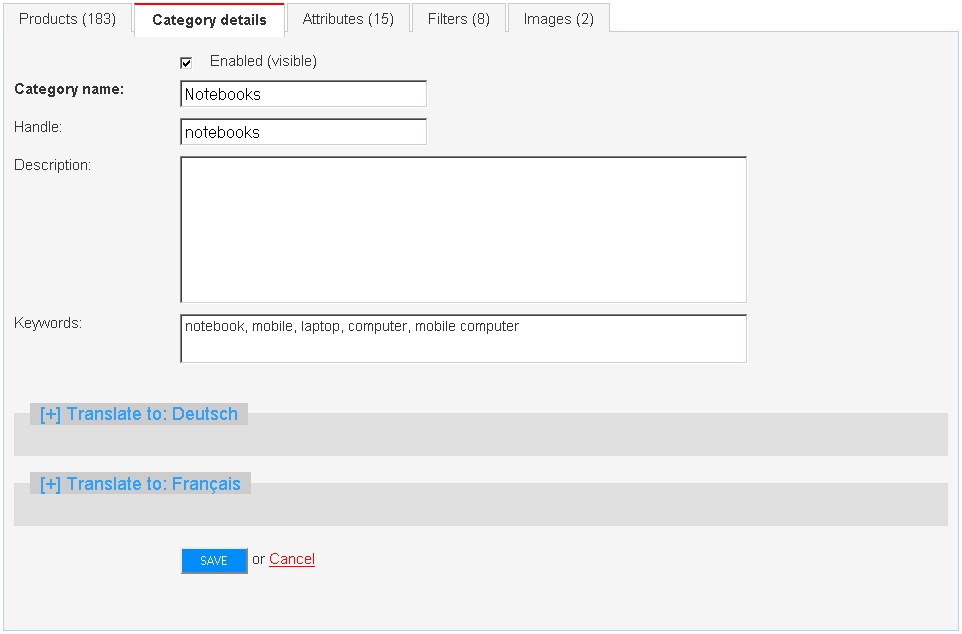 Products (183) Category details Attributes (15) Filters (8) Images (2)
Enabled (visible)
Category name: Notebooks
Handle: notebooks
Description:
Keywords: notebook, mobile, laptop, computer, mobile computer
[+] Translate to: Deutsch
[+] Translate to: Français
SAVE or Cancel